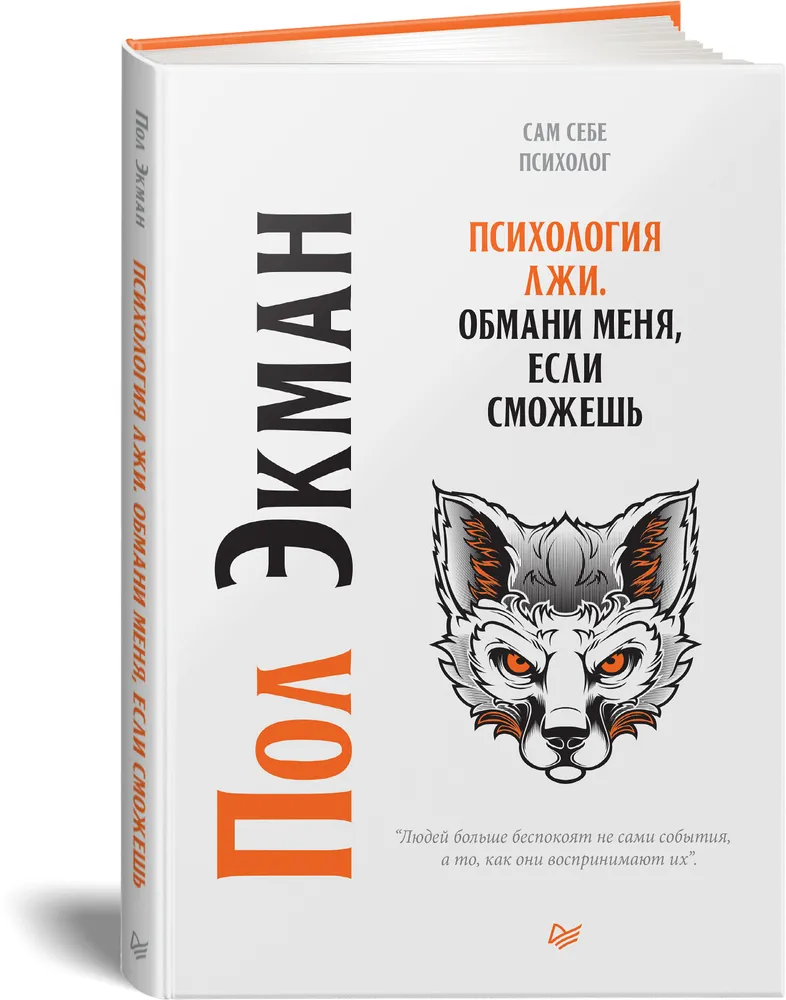 Пол Экман ПСИХОЛОГИЯ ЛЖИ. ОБМАНИ МЕНЯ, ЕСЛИ СМОЖЕШЬ
Пол Экман
САМ СЕБЕ
ПСИХОЛОГ
ПСИХОЛОГИЯ
ЛЖИ.
ОБМАНИ МЕНЯ,
ЕСЛИ
СМОЖЕШЬ
“Людей больше беспокоят не сами события,
а то, как они воспринимают их”.